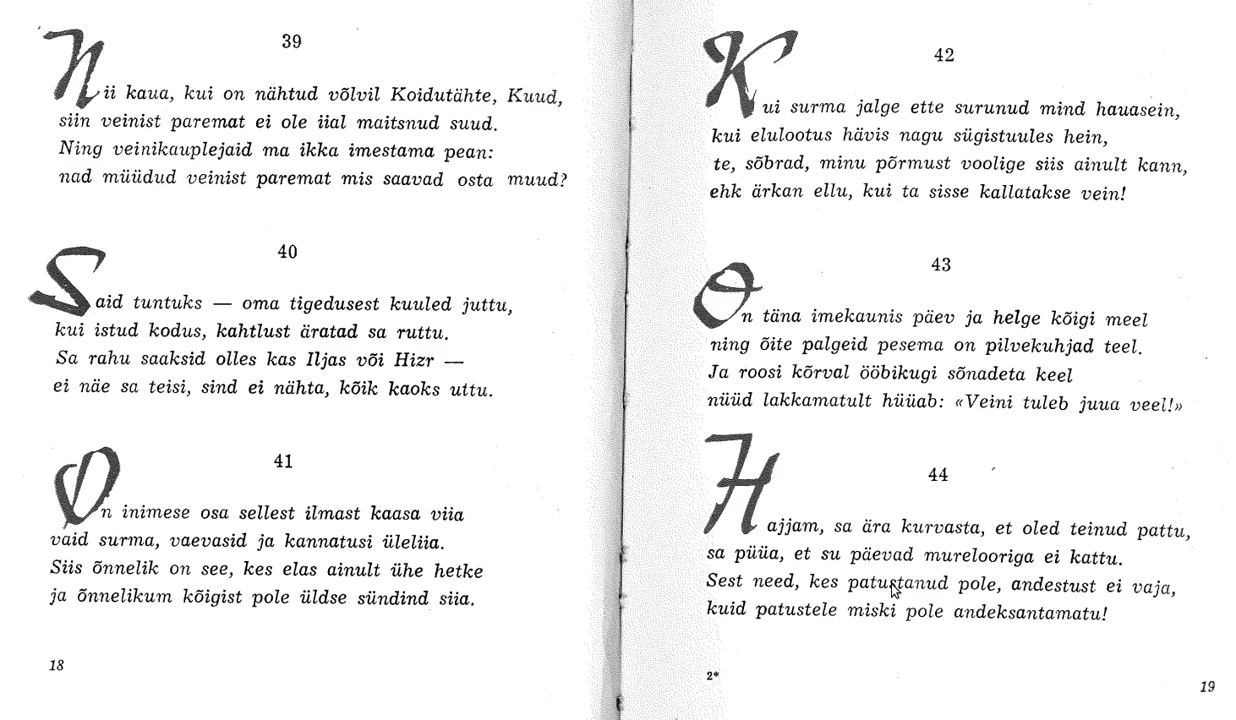 39
Nii kaua, kui on nähtud võlvil Koidutähte, Kuud,
siin veinist paremat ei ole iial maitsnud suud.
Ning veinikauplejaid ma ikka imestama pean:
nad müüdud veinist paremat mis saavad osta muud?
40
Said tuntuks — oma tigedusest kuuled juttu,
kui istud kodus, kahtlust äratad sa ruttu.
Sa rahu saaksid olles kas Iljas või Hizr —
ei näe sa teisi, sind ei nähta, kõik kaoks uttu.
41
On inimese osa sellest ilmast kaasa viia
vaid surma, vaevasid ja kannatusi üleliia.
Siis õnnelik on see, kes elas ainult ühe hetke
ja õnnelikum kõigist pole üldse sündind siia.
18
42
Kui surma jalge ette surunud mind hauasein,
kui elulootus hävis nagu sügistuules hein,
te, sõbrad, minu põrmust voolige siis ainult kann,
ehk ärkan ellu, kui ta sisse kallatakse vein!
43
On täna imekaunis päev ja helge kõigi meel
ning õite palgeid pesema on pilvekuhjad teel.
Ja roosi kõrval ööbikugi sõnadeta keel
nüüd lakkamatult hüüab: «Veini tuleb juua veel!»
44
Hajjam, sa ära kurvasta, et oled teinud pattu,
sa püüa, et su päevad murelooriga ei kattu.
Sest need, kes patustanud pole, andestust ei vaja,
kuid patustele miski pole andeksantamatu!
2*
19